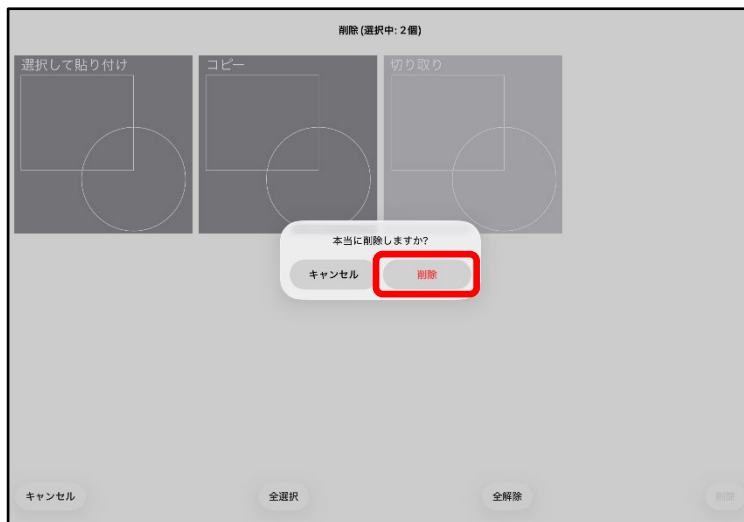 削除 (選択中: 2個)
選択して貼り付け
コピー
切り取り
本当に削除しますか?
キャンセル
削除
キャンセル
全選択
全解除
削除